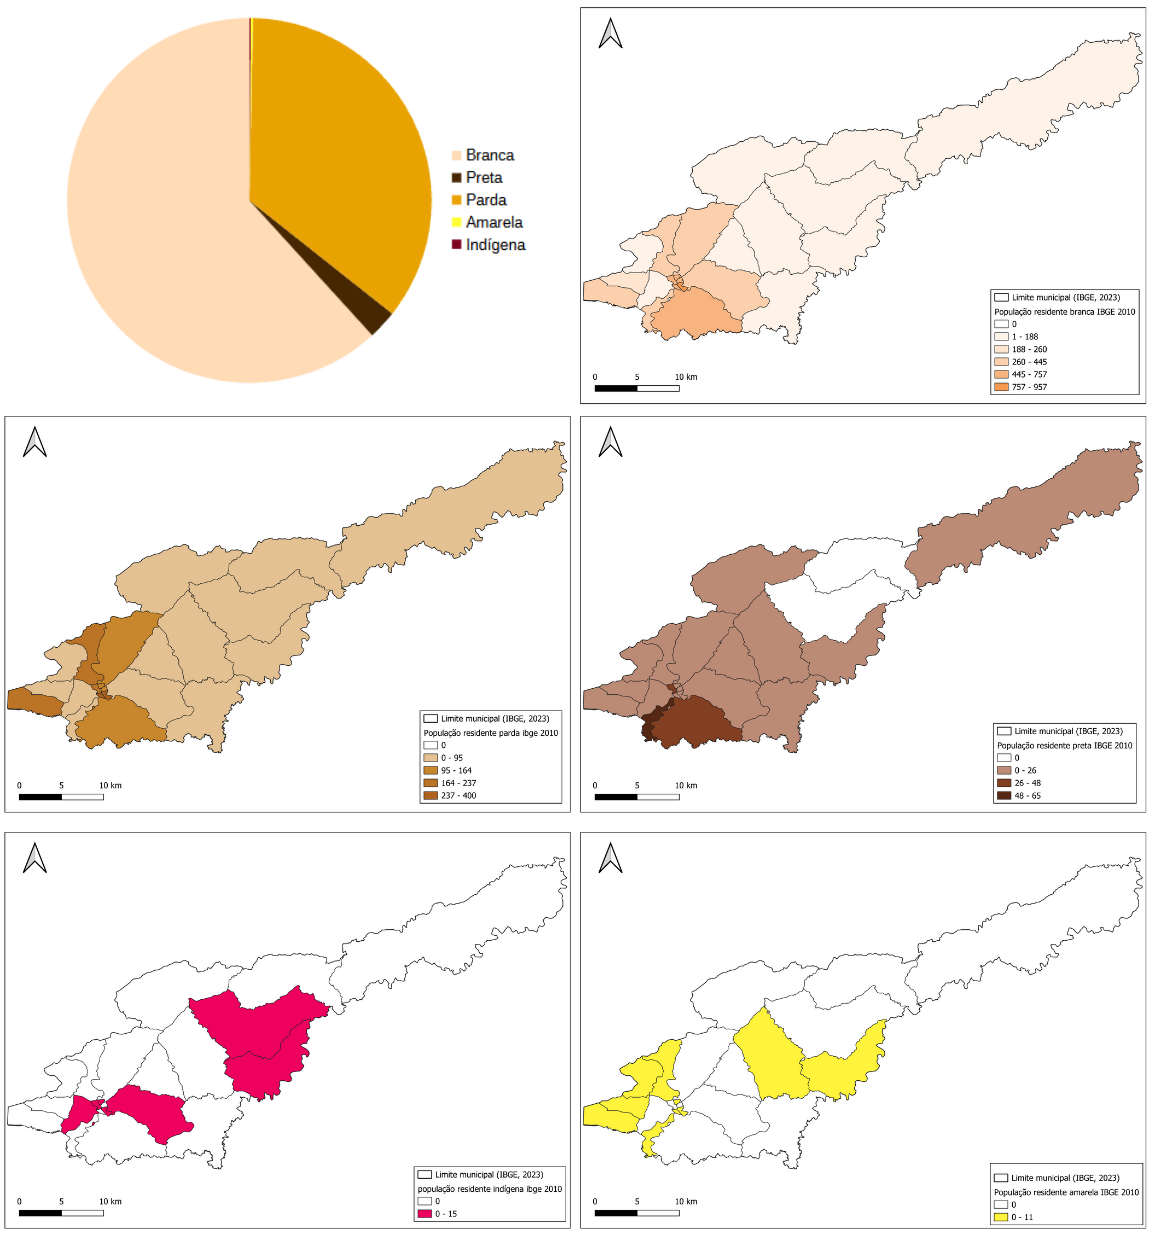 Branca
Preta
Parda
Amarela
Indígena
Limite municipal (IBGE, 2023)
População residente branca IBGE 2010
0
1 - 188
188 - 260
260 - 445
445 - 757
757 - 957
0 5 10 km
Limite municipal (IBGE, 2023)
População residente parda ibge 2010
0
0 - 95
95 - 164
164 - 237
237 - 400
0 5 10 km
Limite municipal (IBGE, 2023)
População residente preta IBGE 2010
0
0 - 26
26 - 48
48 - 65
0 5 10 km
Limite municipal (IBGE, 2023)
população residente indígena ibge 2010
0
0 - 15
0 5 10 km
Limite municipal (IBGE, 2023)
População residente amarela IBGE 2010
0
0 - 11
0 5 10 km